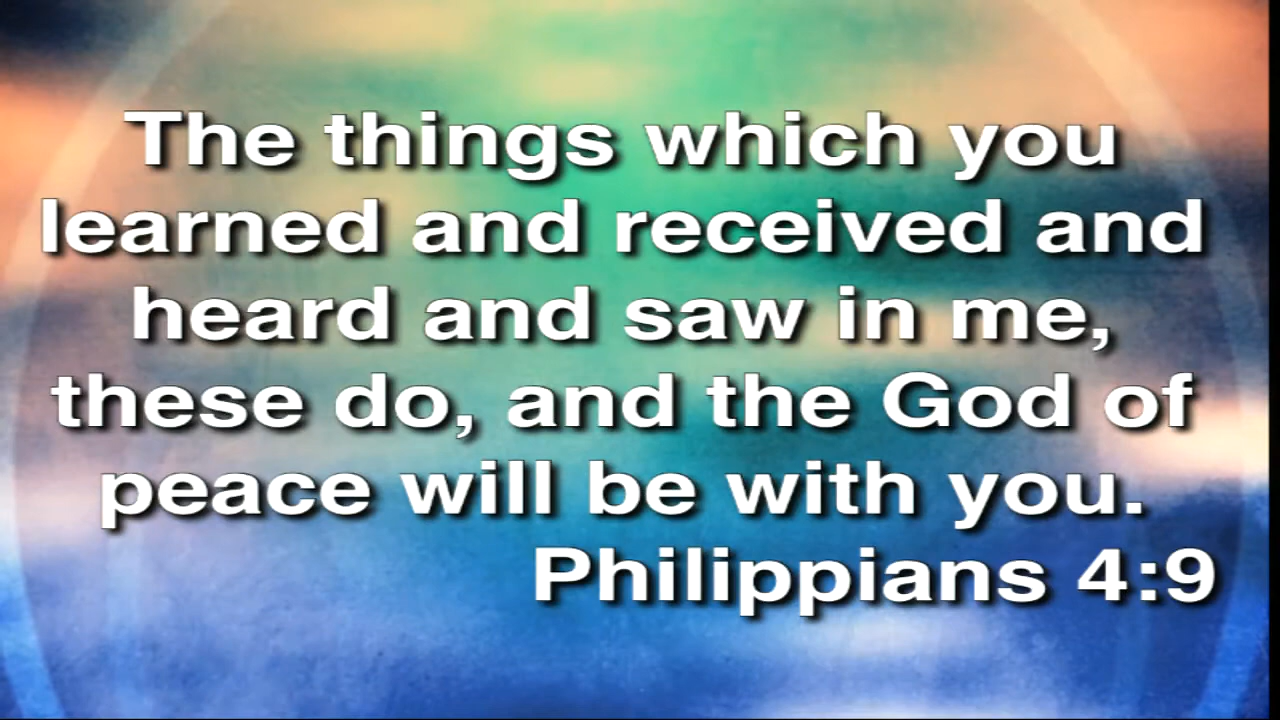 The things which you
learned and received and
heard and saw in me,
these do, and the God of
peace will be with you.
Philippians 4:9